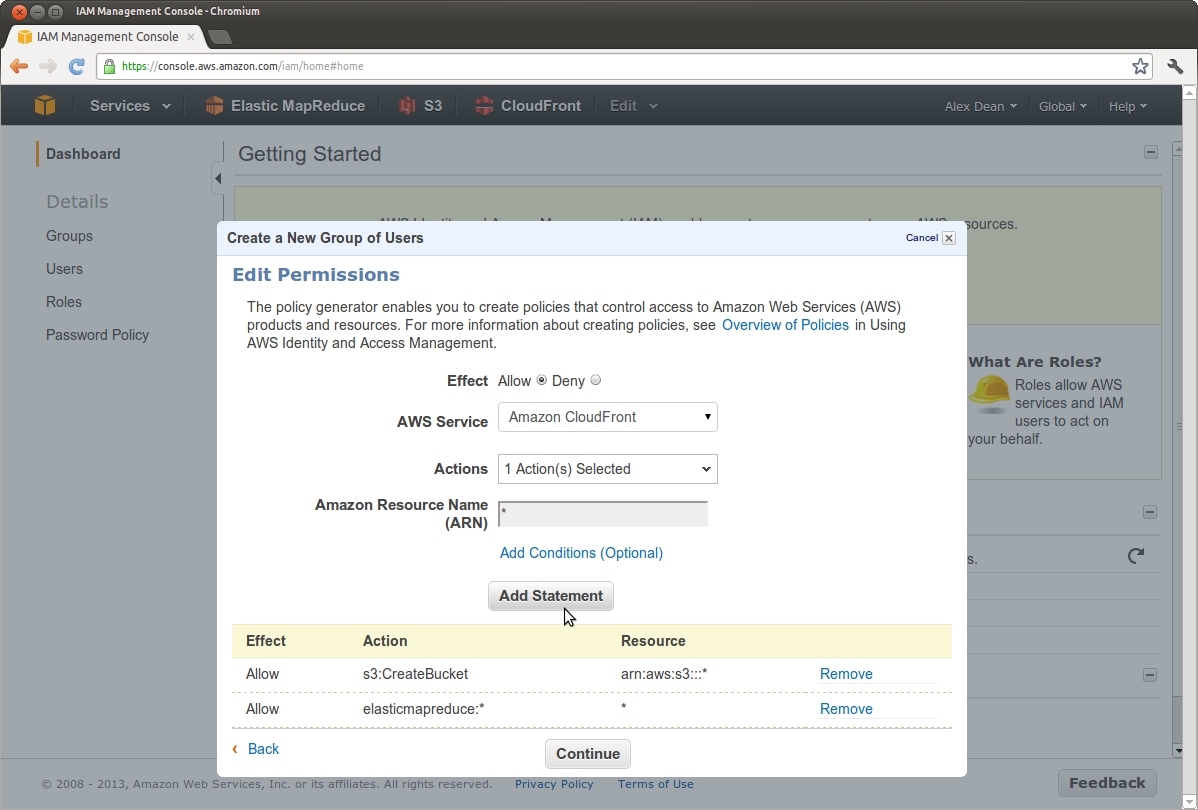 IAM Management Console - Chromium
IAM Management Console
https://console.aws.amazon.com/iam/home#home
Services Elastic MapReduce S3 CloudFront Edit Alex Dean Global Help
Dashboard
Getting Started
Details
Groups
Users
Roles
Password Policy
sources.
Create a New Group of Users
Cancel
Edit Permissions
The policy generator enables you to create policies that control access to Amazon Web Services (AWS)
products and resources. For more information about creating policies, see Overview of Policies in Using
AWS Identity and Access Management.
Effect Allow Deny
AWS Service Amazon CloudFront
Actions 1 Action(s) Selected
Amazon Resource Name
(ARN) *
Add Conditions (Optional)
Add Statement
Effect Action Resource
Allow s3:CreateBucket arn:aws:s3:::* Remove
Allow elasticmapreduce:* * Remove
Back
Continue
What Are Roles?
Roles allow AWS
services and IAM
users to act on
your behalf.
s.
© 2008 - 2013, Amazon Web Services, Inc. or its affiliates. All rights reserved. Privacy Policy Terms of Use
Feedback